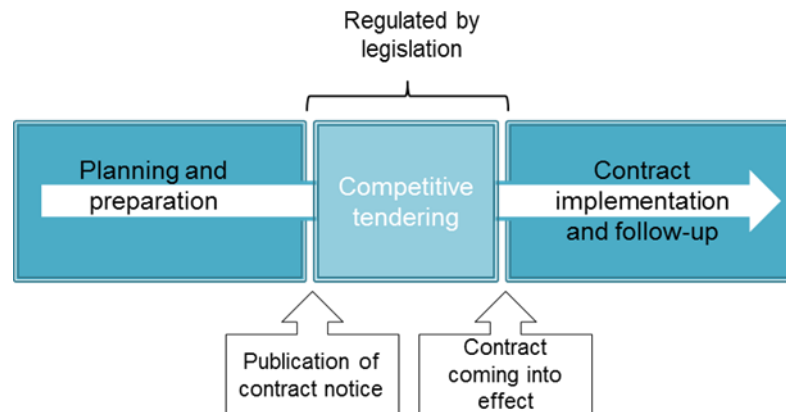 Regulated by
legislation
Planning and
preparation
Competitive
tendering
Contract
implementation
and follow-up
Publication of
contract notice
Contract
coming into
effect